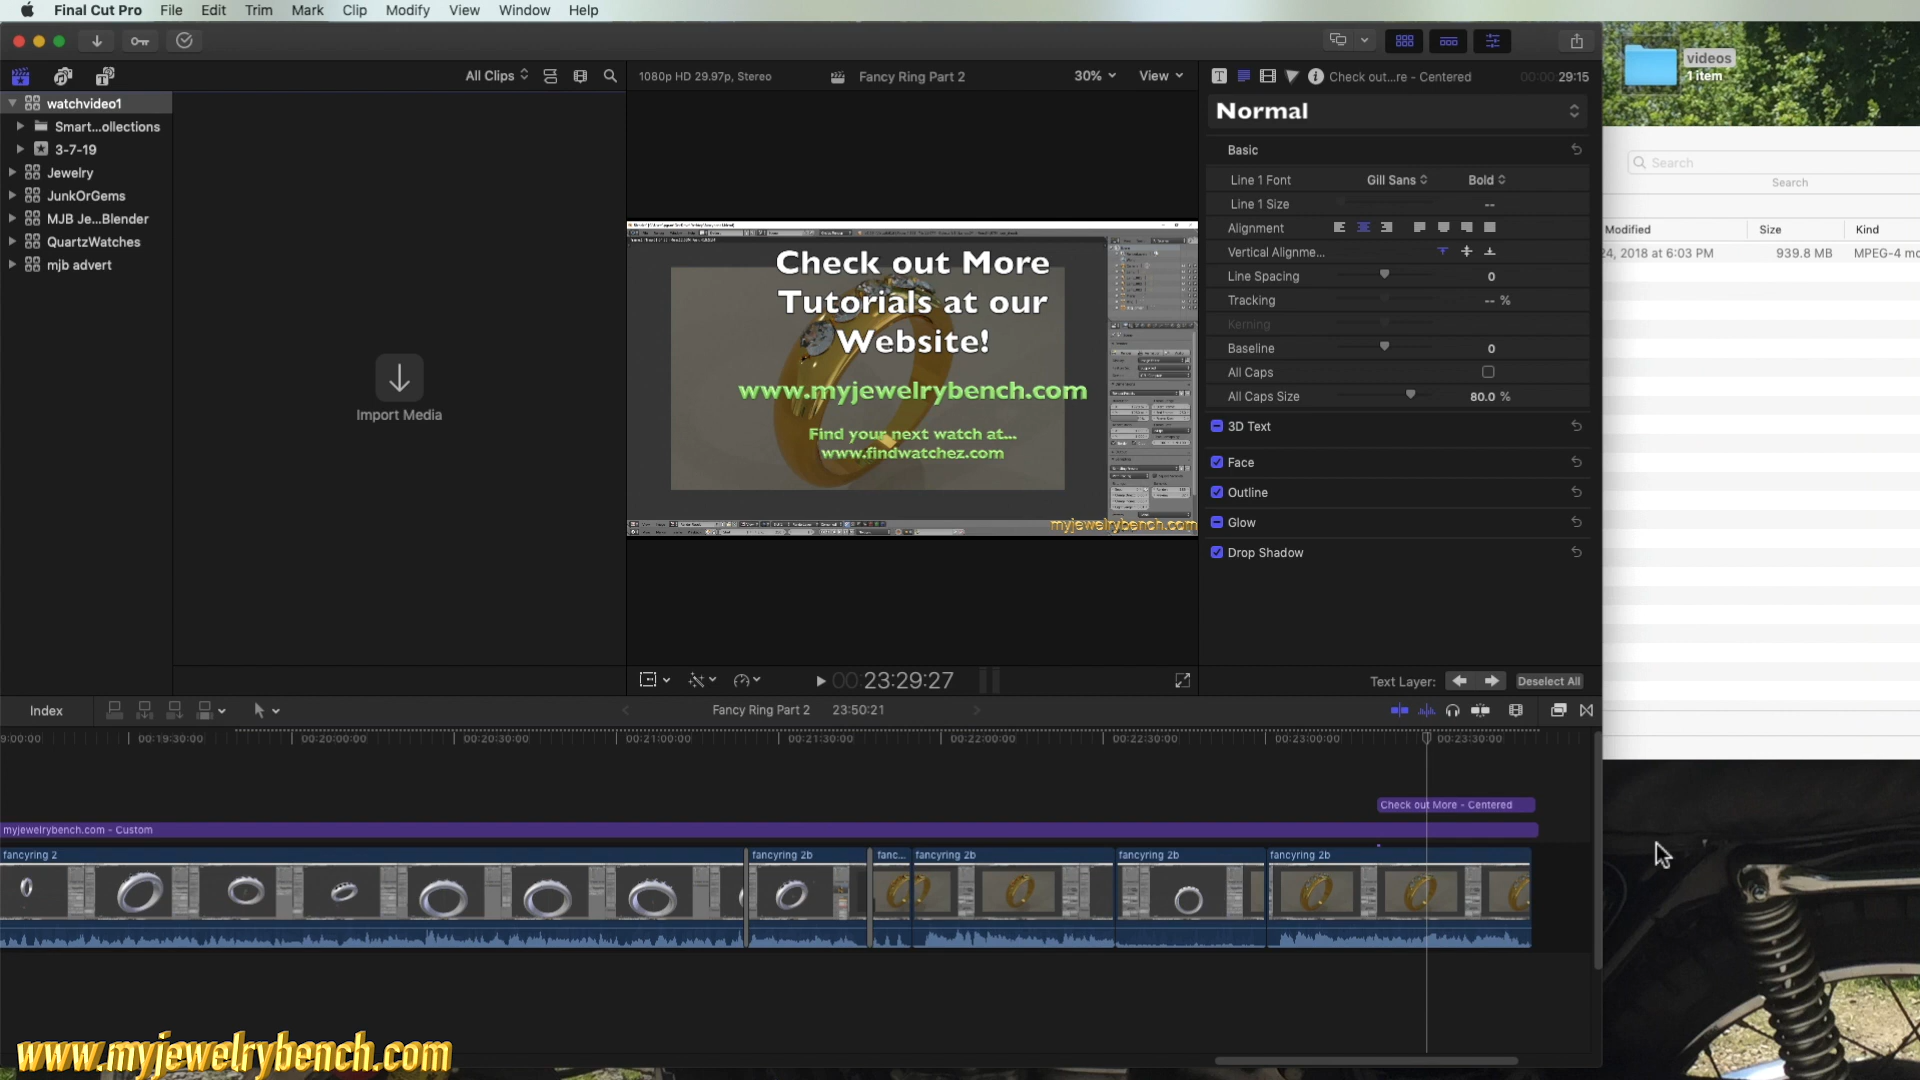 Final Cut Pro File Edit Trim Mark Clip Modify View Window Help
All Clips
1080p HD 29.97p, Stereo
Fancy Ring Part 2
30%
View
Check out...re - Centered
29:15
videos
1 item
watchvideo1
Smart...ollections
3-7-19
Jewelry
JunkOrGems
MJB Je...Blender
QuartzWatches
mjb advert
Import Media
Check out More
Tutorials at our
Website!
www.myjewelrybench.com
Find your next watch at...
www.findwatchez.com
myjewelrybench.com
Normal
Basic
Line 1 Font Gill Sans Bold
Line 1 Size --
Alignment
Vertical Alignme...
Line Spacing 0
Tracking -- %
Kerning
Baseline 0
All Caps
All Caps Size 80.0 %
3D Text
Face
Outline
Glow
Drop Shadow
Search
Search
Modified Size Kind
24, 2018 at 6:03 PM 939.8 MB MPEG-4 mo
00 23:29:27
Text Layer:
Deselect All
Index
Fancy Ring Part 2 23:50:21
9:00:00 00:19:30:00 00:20:00:00 00:20:30:00 00:21:00:00 00:21:30:00 00:22:00:00 00:22:30:00 00:23:00:00 00:23:30:00
Check out More - Centered
myjewelrybench.com - Custom
fancyring 2 fancyring 2b fanc... fancyring 2b fancyring 2b fancyring 2b
www.myjewelrybench.com